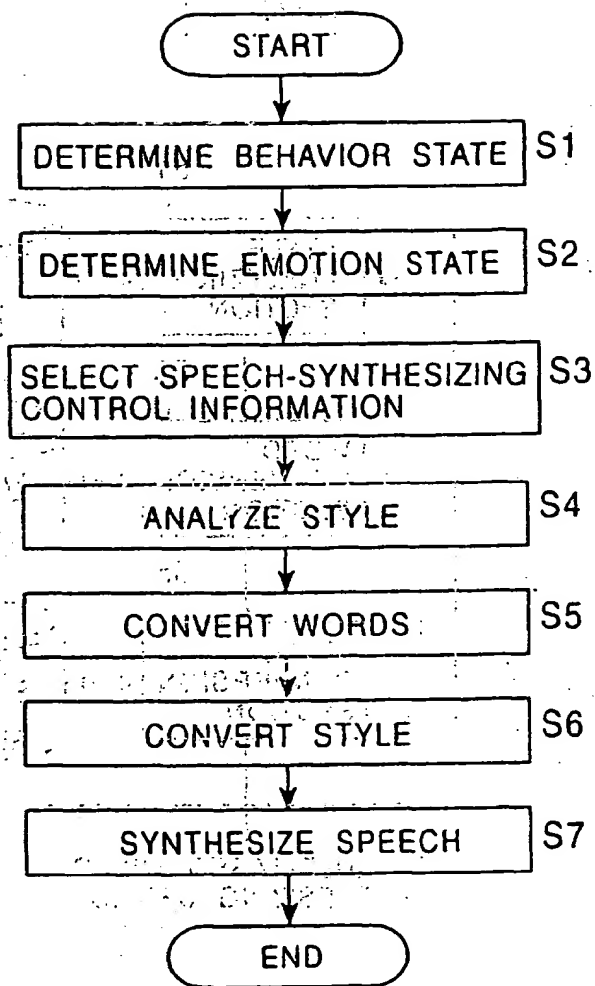 START
DETERMINE BEHAVIOR STATE S1
DETERMINE EMOTION STATE S2
SELECT SPEECH-SYNTHESIZING S3
CONTROL INFORMATION
ANALYZE STYLE S4
CONVERT WORDS S5
CONVERT STYLE S6
SYNTHESIZE SPEECH S7
END